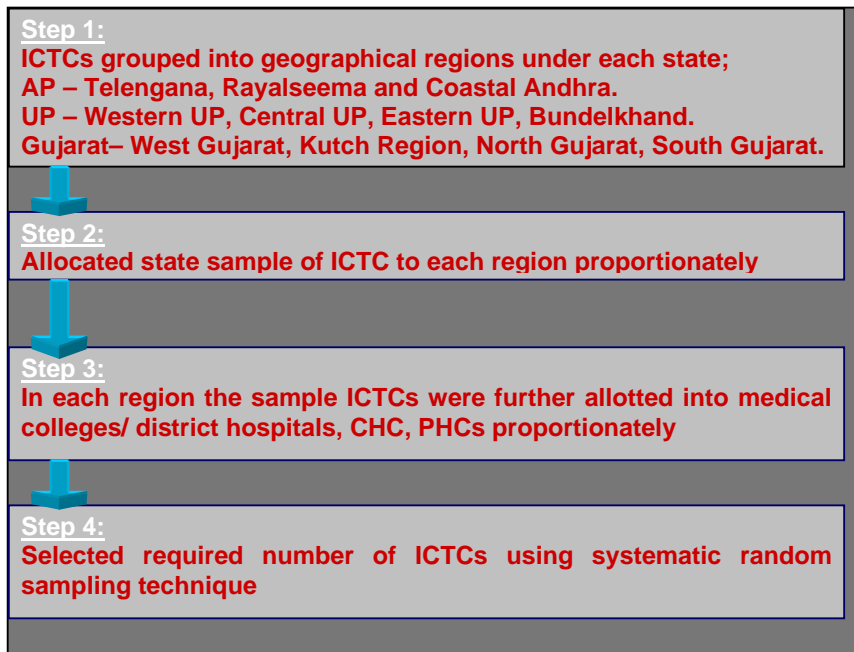 Step 1:
ICTCs grouped into geographical regions under each state;
AP – Telengana, Rayalseema and Coastal Andhra.
UP – Western UP, Central UP, Eastern UP, Bundelkhand.
Gujarat– West Gujarat, Kutch Region, North Gujarat, South Gujarat.
Step 2:
Allocated state sample of ICTC to each region proportionately
Step 3:
In each region the sample ICTCs were further allotted into medical
colleges/ district hospitals, CHC, PHCs proportionately
Step 4:
Selected required number of ICTCs using systematic random
sampling technique